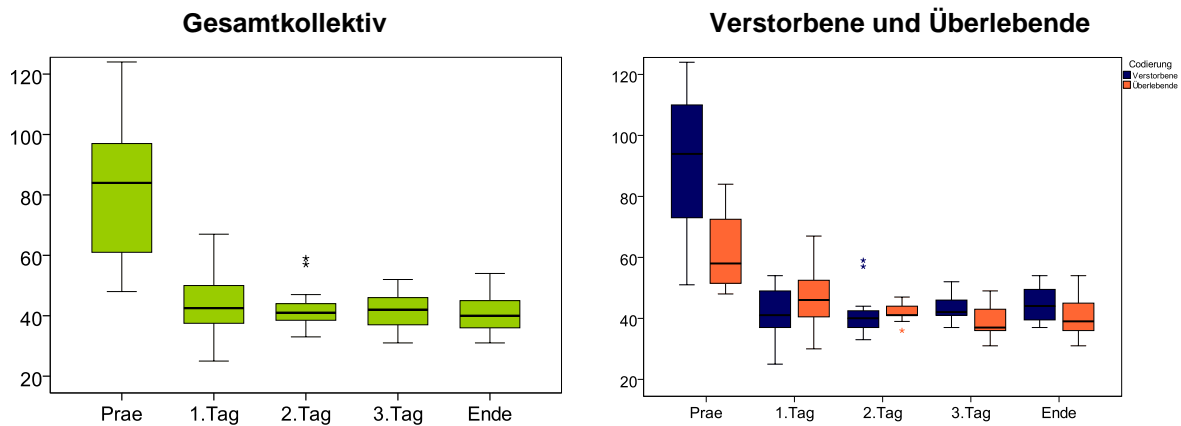 Gesamtkollektiv
120
100
80
60
40
20
Prae 1.Tag 2.Tag 3.Tag Ende
Verstorbene und Überlebende
Codierung
Verstorbene
Überlebende
120
100
80
60
40
20
Prae 1.Tag 2.Tag 3.Tag Ende